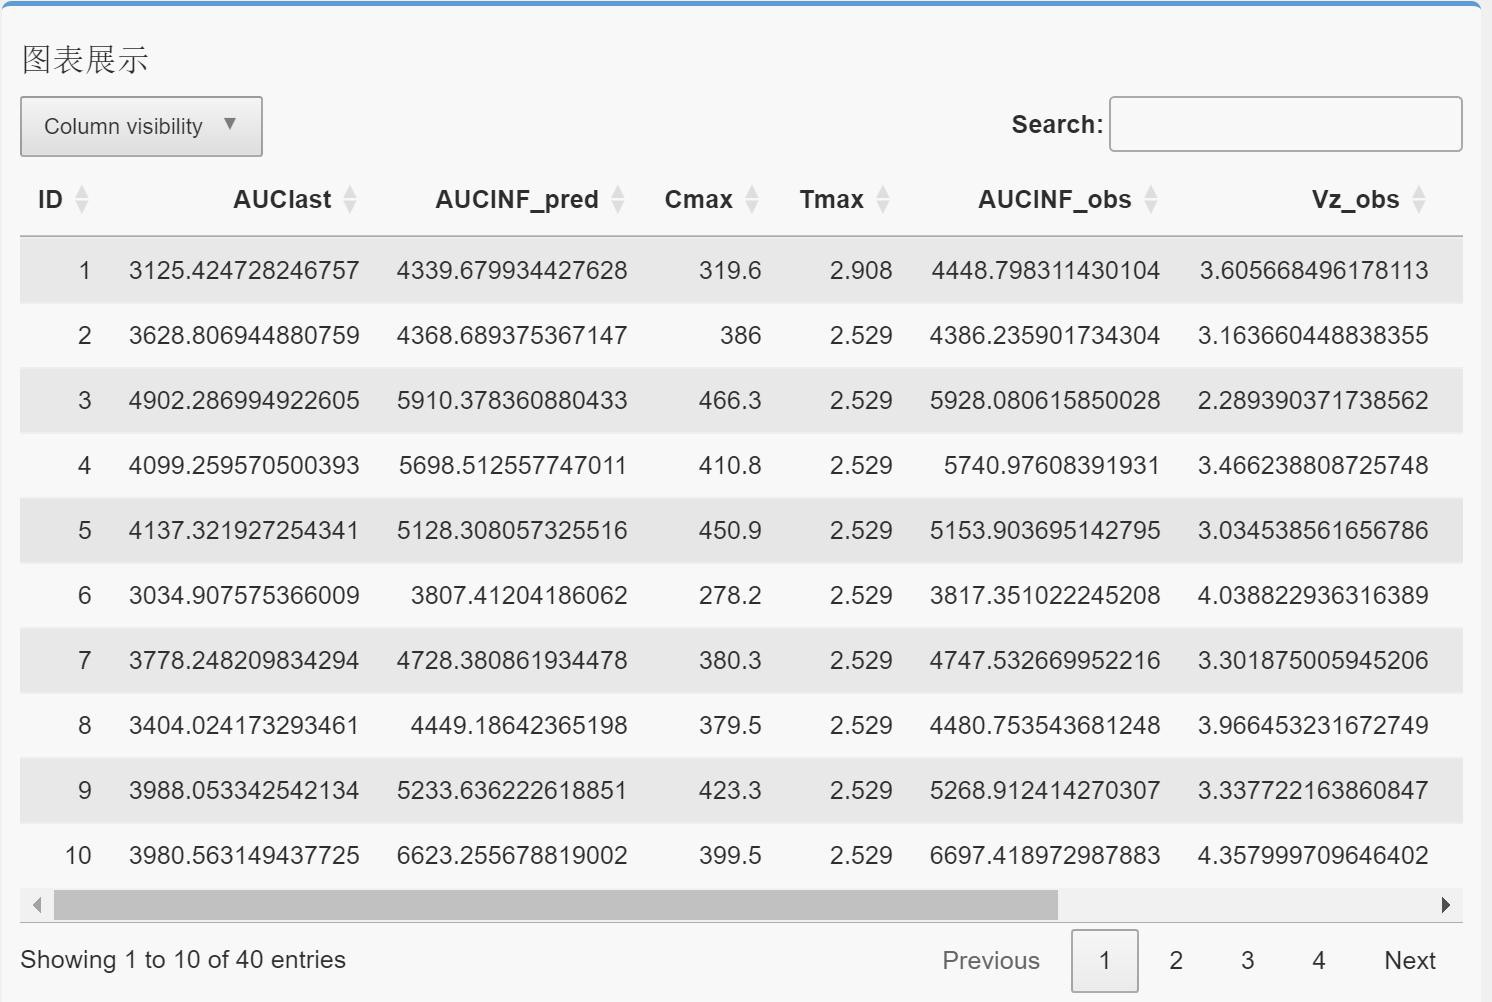 图表展示
Column visibility ▼ Search:
ID AUClast AUCINF_pred Cmax Tmax AUCINF_obs Vz_obs
1 3125.424728246757 4339.679934427628 319.6 2.908 4448.798311430104 3.605668496178113
2 3628.806944880759 4368.689375367147 386 2.529 4386.235901734304 3.163660448838355
3 4902.286994922605 5910.378360880433 466.3 2.529 5928.080615850028 2.289390371738562
4 4099.259570500393 5698.512557747011 410.8 2.529 5740.97608391931 3.466238808725748
5 4137.321927254341 5128.308057325516 450.9 2.529 5153.903695142795 3.034538561656786
6 3034.907575366009 3807.41204186062 278.2 2.529 3817.351022245208 4.038822936316389
7 3778.248209834294 4728.380861934478 380.3 2.529 4747.532669952216 3.301875005945206
8 3404.024173293461 4449.18642365198 379.5 2.529 4480.753543681248 3.966453231672749
9 3988.053342542134 5233.636222618851 423.3 2.529 5268.912414270307 3.337722163860847
10 3980.563149437725 6623.255678819002 399.5 2.529 6697.418972987883 4.357999709646402
Showing 1 to 10 of 40 entries Previous 1 2 3 4 Next